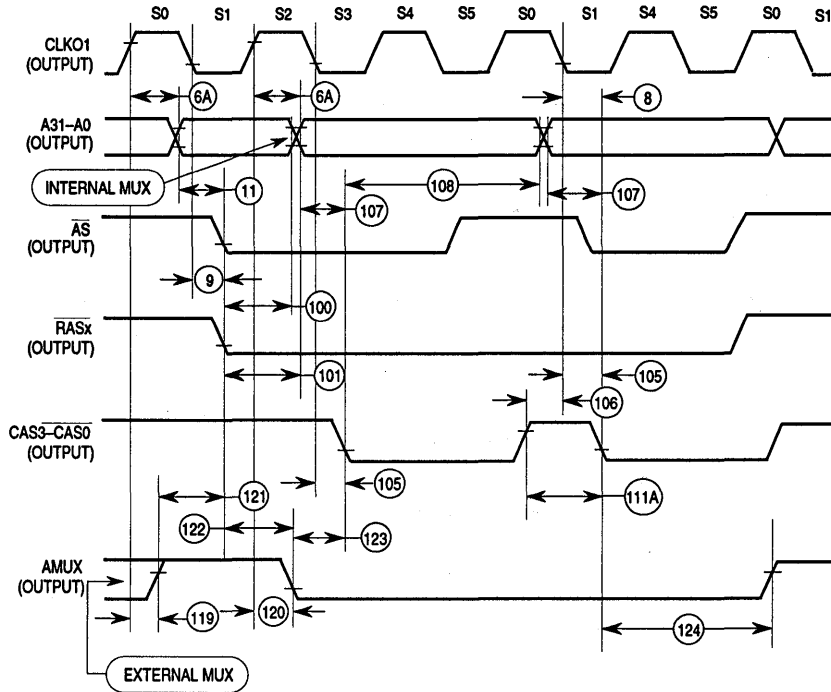 S0 S1 S2 S3 S4 S5 S0 S1 S4 S5 S0 S1
CLKO1
(OUTPUT)
6A 6A 8
A31–A0
(OUTPUT)
INTERNAL MUX
11 108
107 107
AS
(OUTPUT)
9
100
RASx
(OUTPUT)
101 105
106
CAS3–CAS0
(OUTPUT)
105
121 111A
122 123
AMUX
(OUTPUT)
119 120 124
EXTERNAL MUX